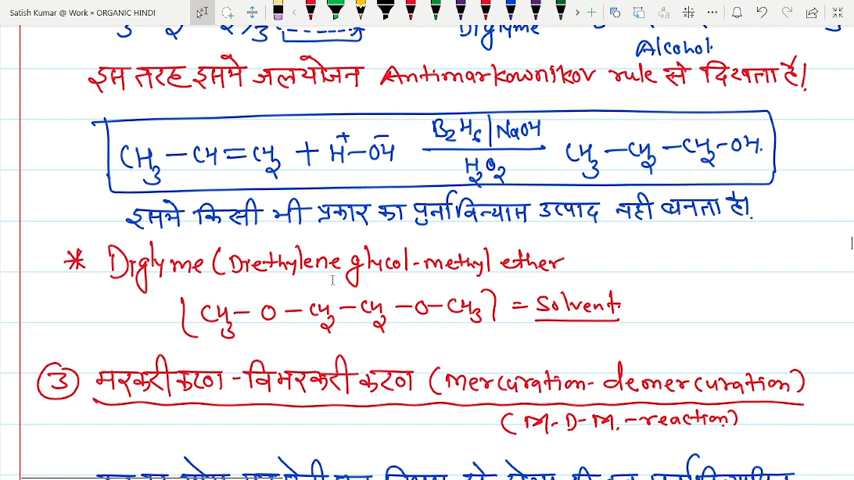 Satish Kumar @ Work » ORGANIC HINDI
Diglyme
Alcohol.
इस तरह इसमें जलयोजन Antimarkownikov rule से दिखता है।
CH3 – CH = CH2 + H+ – OH− B2H6 | NaOH / H2O2 CH3 – CH2 – CH2 – OH.
इसमें किसी भी प्रकार का पुर्नाविन्यास उत्पाद नही बनता है।
* Diglyme (Diethylene glycol-methyl ether
(CH3 – O – CH2 – CH2 – O – CH3) = Solvent
③ मरकरीकरण - विमरकरीकरण (Mercuration-demercuration)
(M.-D-M.-reaction)